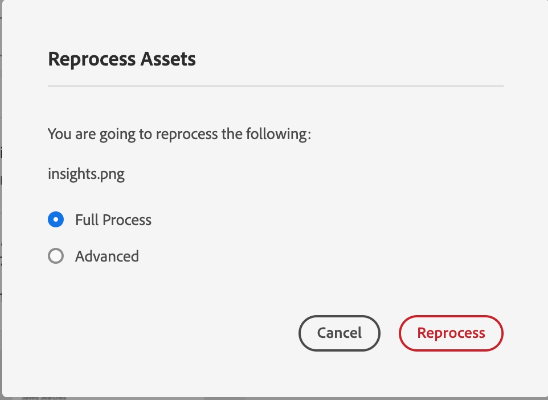 Reprocess Assets
You are going to reprocess the following:
insights.png
Full Process
Advanced
Cancel
Reprocess